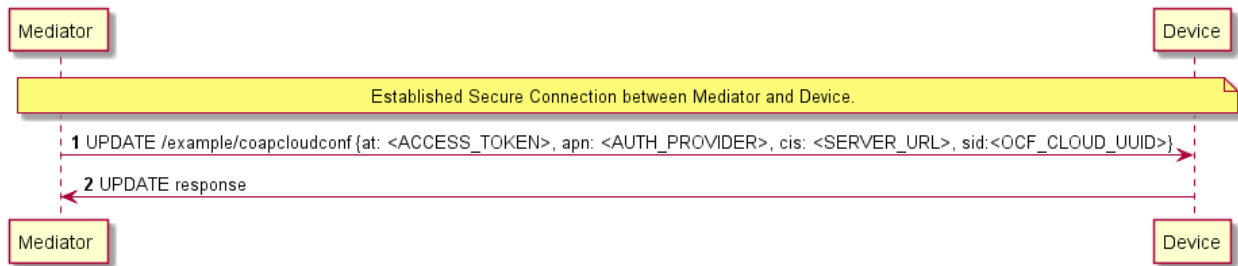 Mediator
Device
Established Secure Connection between Mediator and Device.
1 UPDATE /example/coapcloudconf {at: <ACCESS_TOKEN>, apn: <AUTH_PROVIDER>, cis: <SERVER_URL>, sid:<OCF_CLOUD_UUID>}
2 UPDATE response
Mediator
Device